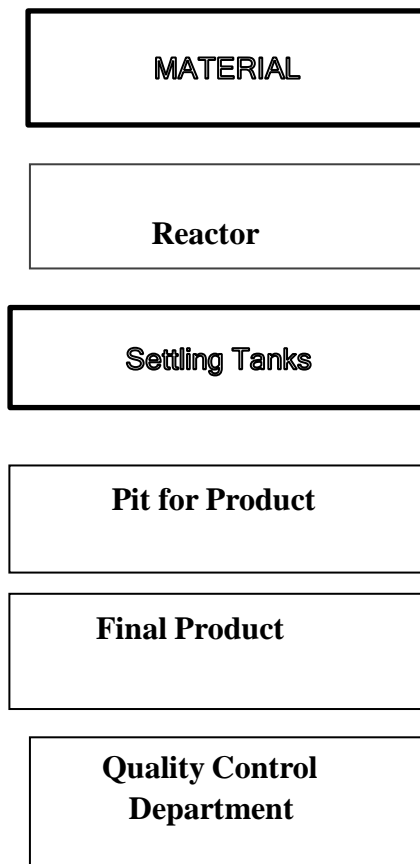 MATERIAL
Reactor
Settling Tanks
Pit for Product
Final Product
Quality Control
Department